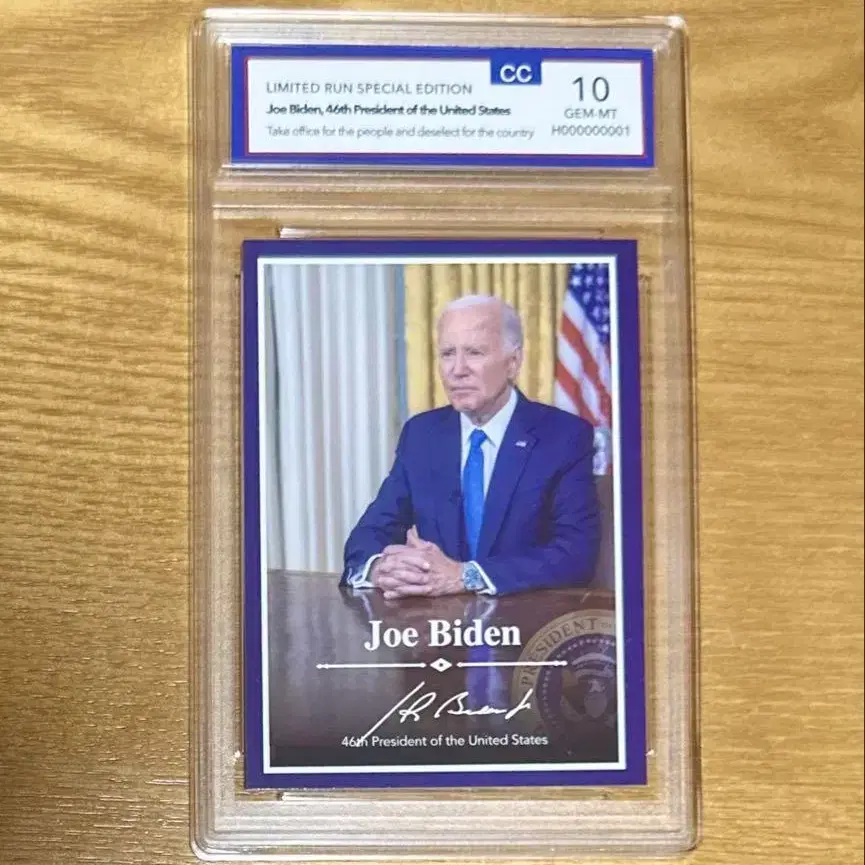 CC
LIMITED RUN SPECIAL EDITION
Joe Biden, 46th President of the United States
Take office for the people and deselect for the country
10
GEM-MT
H000000001
PRESIDENT
Joe Biden
46th President of the United States